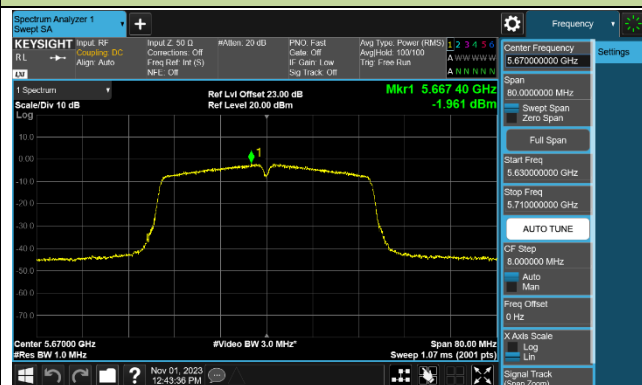 Spectrum Analyzer 1
Swept SA
Frequency
KEYSIGHT
RL
LXI
Input: RF
Coupling: DC
Align: Auto
Input Z: 50 Ω
Corrections: Off
Freq Ref: Int (S)
NFE: Off
#Atten: 20 dB
PNO: Fast
Gate: Off
IF Gain: Low
Sig Track: Off
Avg Type: Power (RMS)
Avg|Hold: 100/100
Trig: Free Run
1 2 3 4 5 6
A W W W W W
A N N N N N
1 Spectrum
Scale/Div 10 dB
Log
Ref Lvl Offset 23.00 dB
Ref Level 20.00 dBm
Mkr1 5.667 40 GHz
-1.961 dBm
10.0
0.00
-10.0
-20.0
-30.0
-40.0
-50.0
-60.0
-70.0
1
Center 5.67000 GHz
#Res BW 1.0 MHz
#Video BW 3.0 MHz*
Span 80.00 MHz
Sweep 1.07 ms (2001 pts)
Nov 01, 2023
12:43:36 PM
Center Frequency
5.670000000 GHz
Span
80.0000000 MHz
Swept Span
Zero Span
Full Span
Start Freq
5.630000000 GHz
Stop Freq
5.710000000 GHz
AUTO TUNE
CF Step
8.000000 MHz
Auto
Man
Freq Offset
0 Hz
X Axis Scale
Log
Lin
Signal Track
(Span Zoom)
Settings